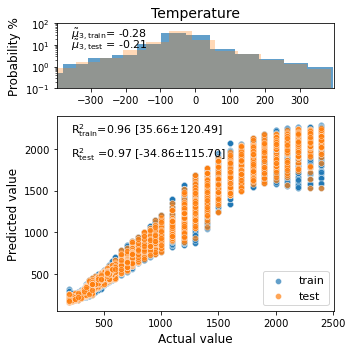 Temperature
Probability %
10²
10¹
10⁰
10⁻¹
μ̃₃,train = -0.28
μ̃₃,test = -0.21
-300 -200 -100 0 100 200 300
R²train=0.96 [35.66±120.49]
R²test =0.97 [-34.86±115.70]
Predicted value
2000
1500
1000
500
train
test
500 1000 1500 2000 2500
Actual value